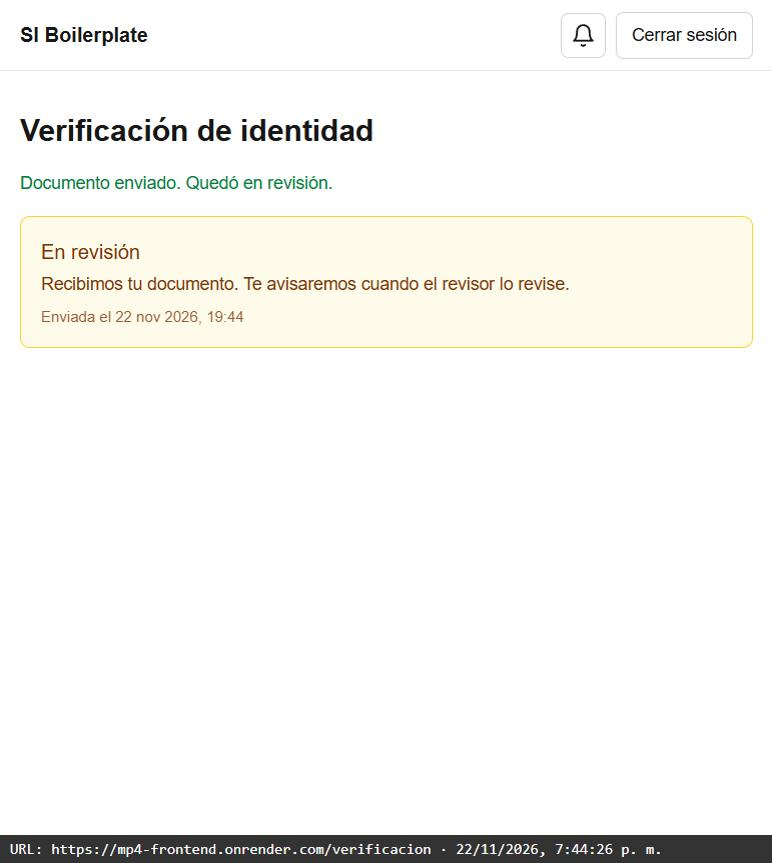 SI Boilerplate
Cerrar sesión
Verificación de identidad
Documento enviado. Quedó en revisión.
En revisión
Recibimos tu documento. Te avisaremos cuando el revisor lo revise.
Enviada el 22 nov 2026, 19:44
URL: https://mp4-frontend.onrender.com/verificacion · 22/11/2026, 7:44:26 p. m.